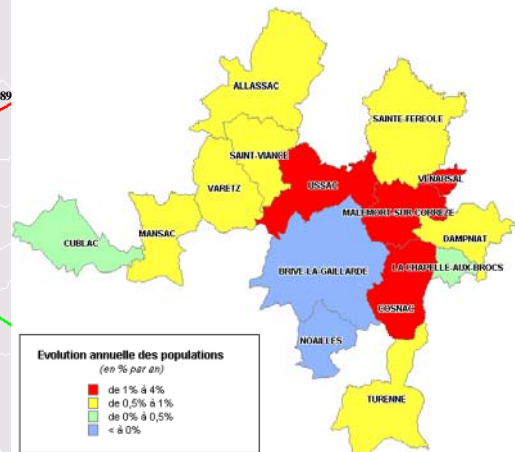 89
ALLASSAC
SAINTE-FEREOLE
SAINT-VIANCE
USSAC
VENARSAL
VARETZ
MALEMORT-SUR-CORREZE
MANSAC
DAMPNIAT
CUBLAC
LA CHAPELLE-AUX-BROCS
BRIVE-LA-GAILLARDE
COSNAC
NOAILLES
TURENNE
Evolution annuelle des populations
(en % par an)
de 1% à 4%
de 0,5% à 1%
de 0% à 0,5%
< à 0%